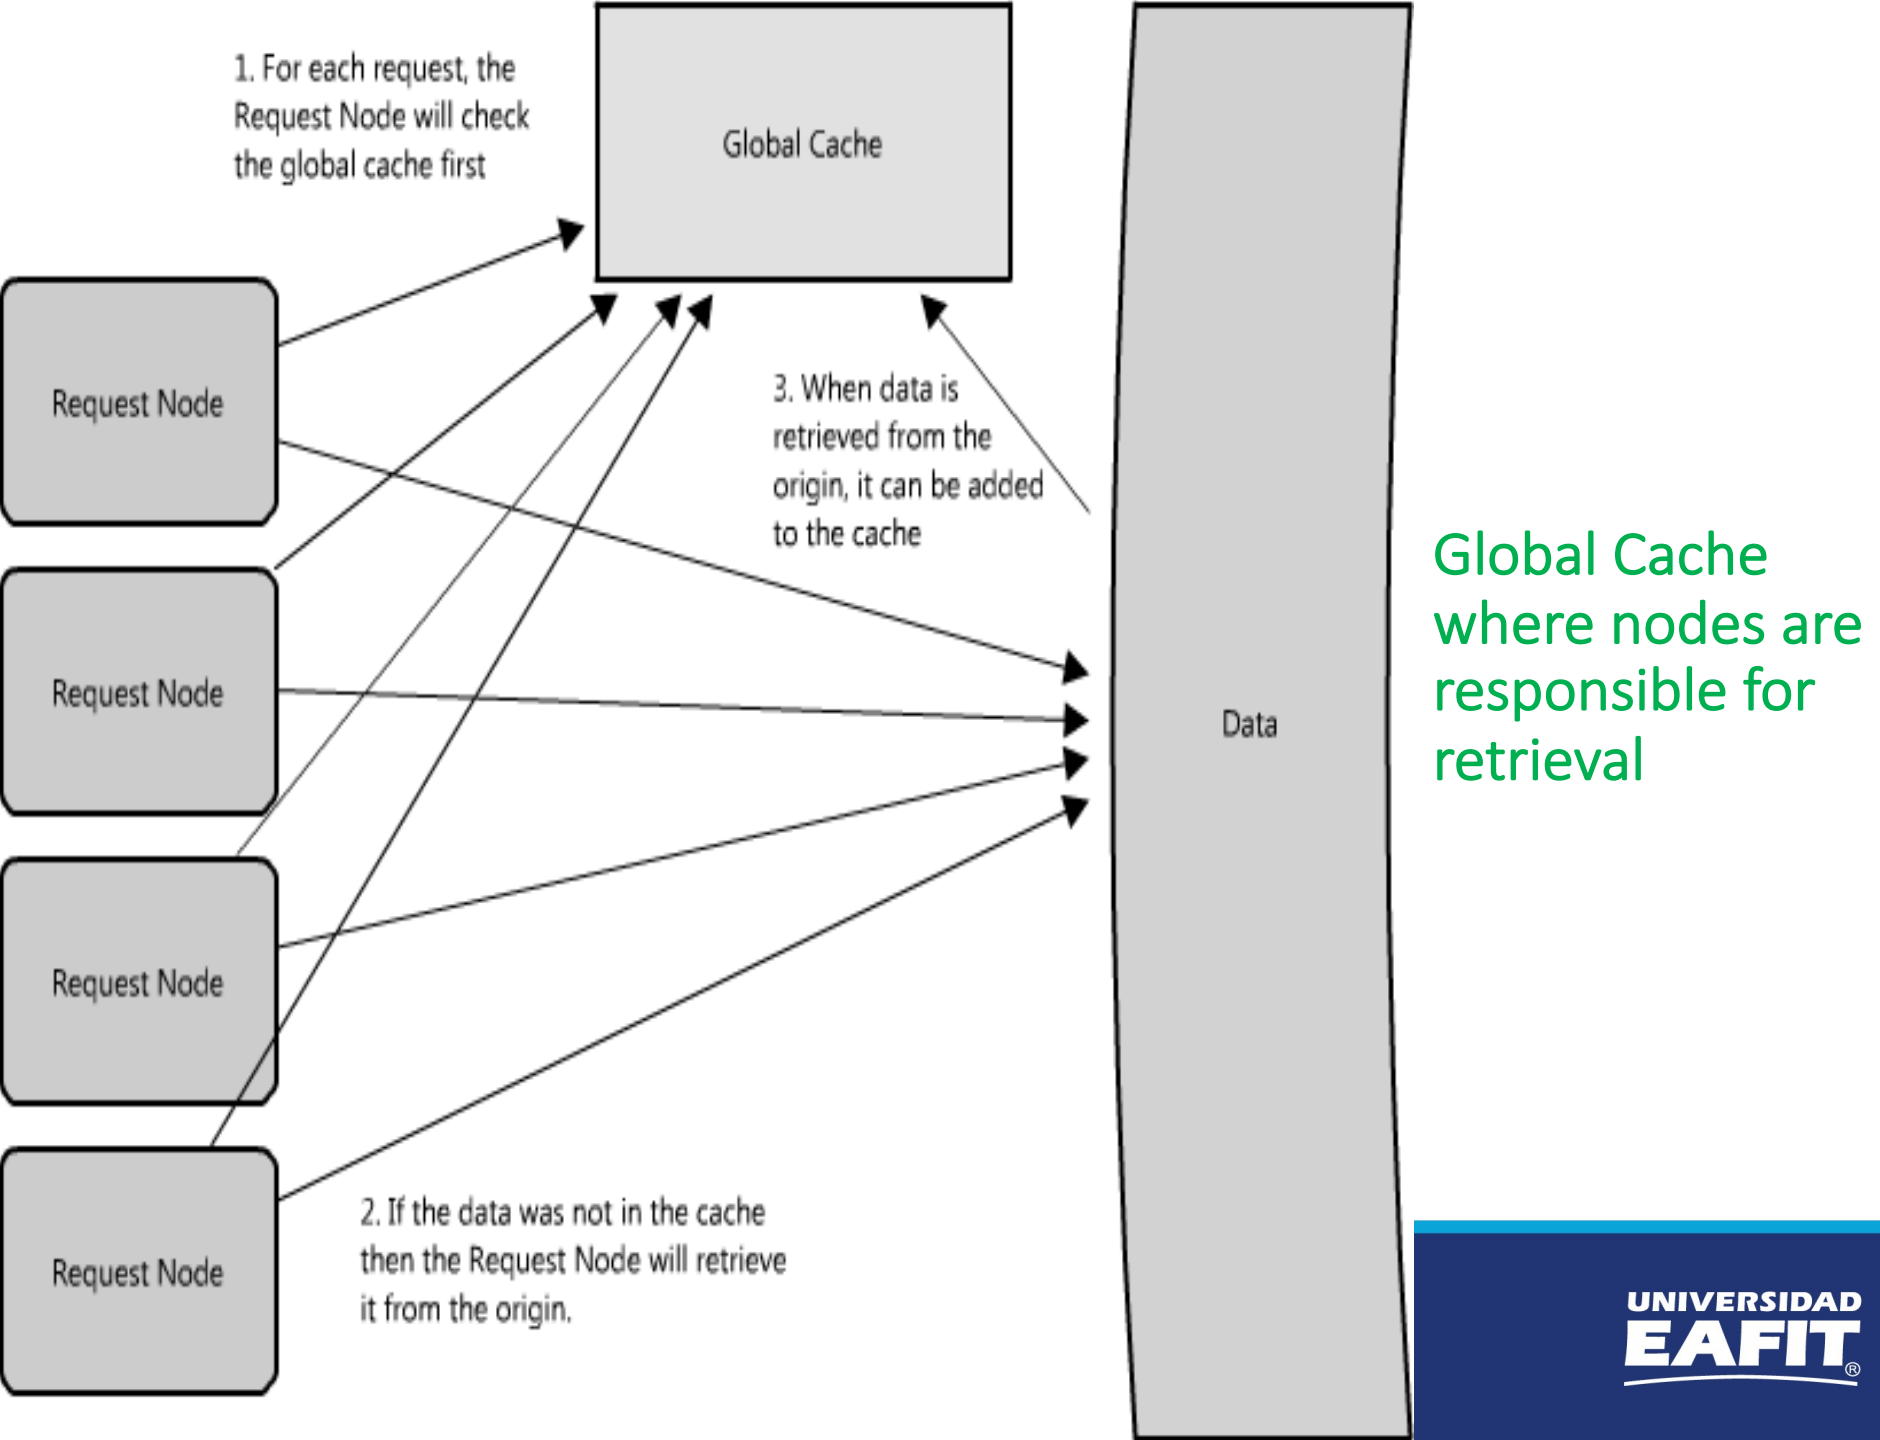 1. For each request, the
Request Node will check
the global cache first
Global Cache
Request Node
3. When data is
retrieved from the
origin, it can be added
to the cache
Request Node
Data
Request Node
Request Node
2. If the data was not in the cache
then the Request Node will retrieve
it from the origin.
Global Cache
where nodes are
responsible for
retrieval
UNIVERSIDAD
EAFIT®